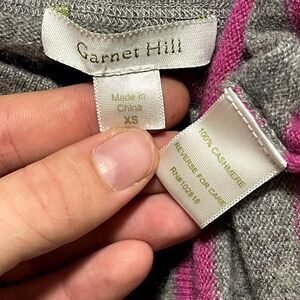 Garnet Hill
Made in
China
XS
100% CASHMERE
REVERSE FOR CARE
RN#102816